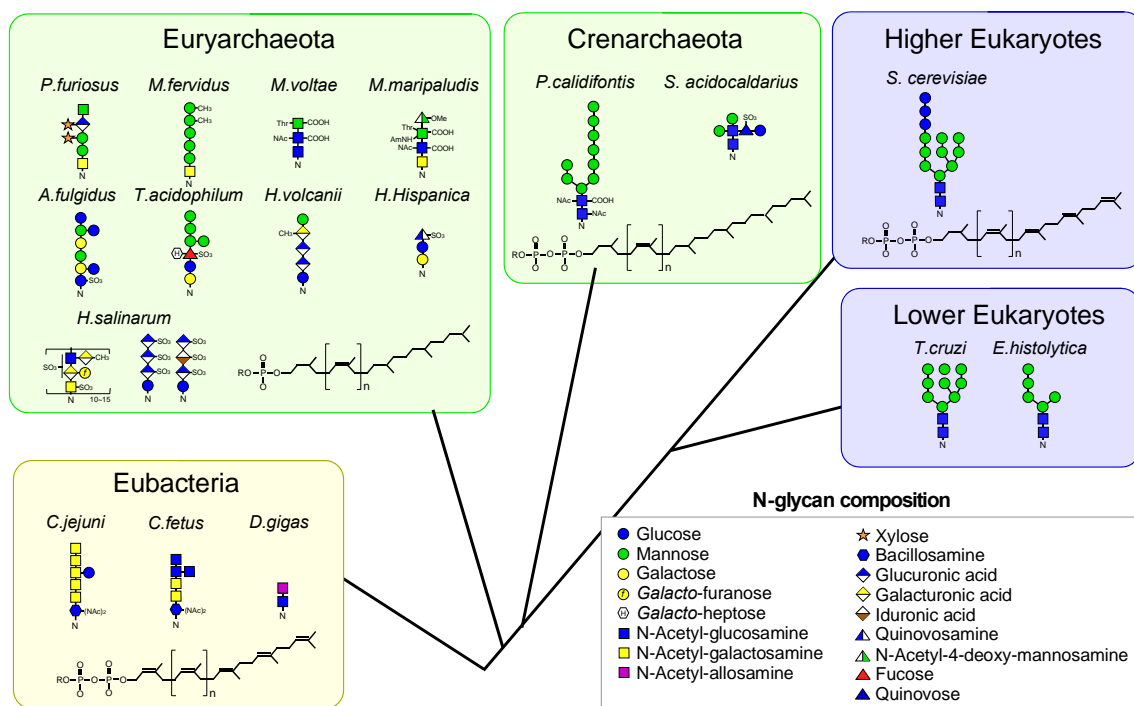 Euryarchaeota
P.furiosus M.fervidus M.voltae M.maripaludis
N
CH3
CH3
N
Thr COOH
NAc COOH
N
OMe
Thr COOH
AmNH
NAc COOH
N
A.fulgidus T.acidophilum H.volcanii H.Hispanica
SO3
N
H SO3
N
CH3
N
SO3
N
H.salinarum
CH3
SO3
f
SO3
N 10~15
SO3
SO3
SO3
N
SO3
SO3
SO3
N
O
RO P O
O
n
Crenarchaeota
P.calidifontis S. acidocaldarius
NAc COOH
NAc
N
SO3
N
O O
RO P O P O
O O
n
Higher Eukaryotes
S. cerevisiae
N
O O
RO P O P O
O O
n
Lower Eukaryotes
T.cruzi E.histolytica
N N
Eubacteria
C.jejuni C.fetus D.gigas
(NAc)2
N
(NAc)2
N
N
O O
RO P O P O
O O
n
N-glycan composition
Glucose
Mannose
Galactose
f Galacto-furanose
H Galacto-heptose
N-Acetyl-glucosamine
N-Acetyl-galactosamine
N-Acetyl-allosamine
Xylose
Bacillosamine
Glucuronic acid
Galacturonic acid
Iduronic acid
Quinovosamine
N-Acetyl-4-deoxy-mannosamine
Fucose
Quinovose